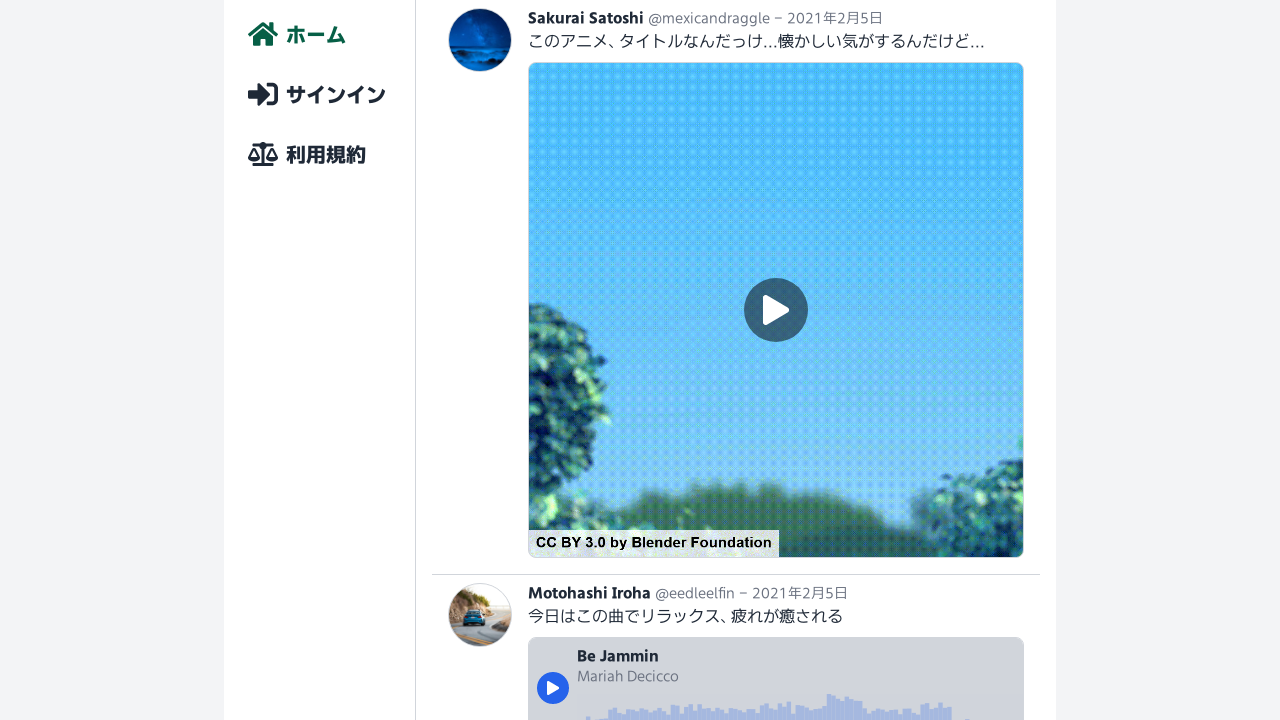 ホーム
サインイン
利用規約
Sakurai Satoshi @mexicandraggle – 2021年2月5日
このアニメ、タイトルなんだっけ…懐かしい気がするんだけど…
CC BY 3.0 by Blender Foundation
Motohashi Iroha @eedleelfin – 2021年2月5日
今日はこの曲でリラックス、疲れが癒される
Be Jammin
Mariah Decicco